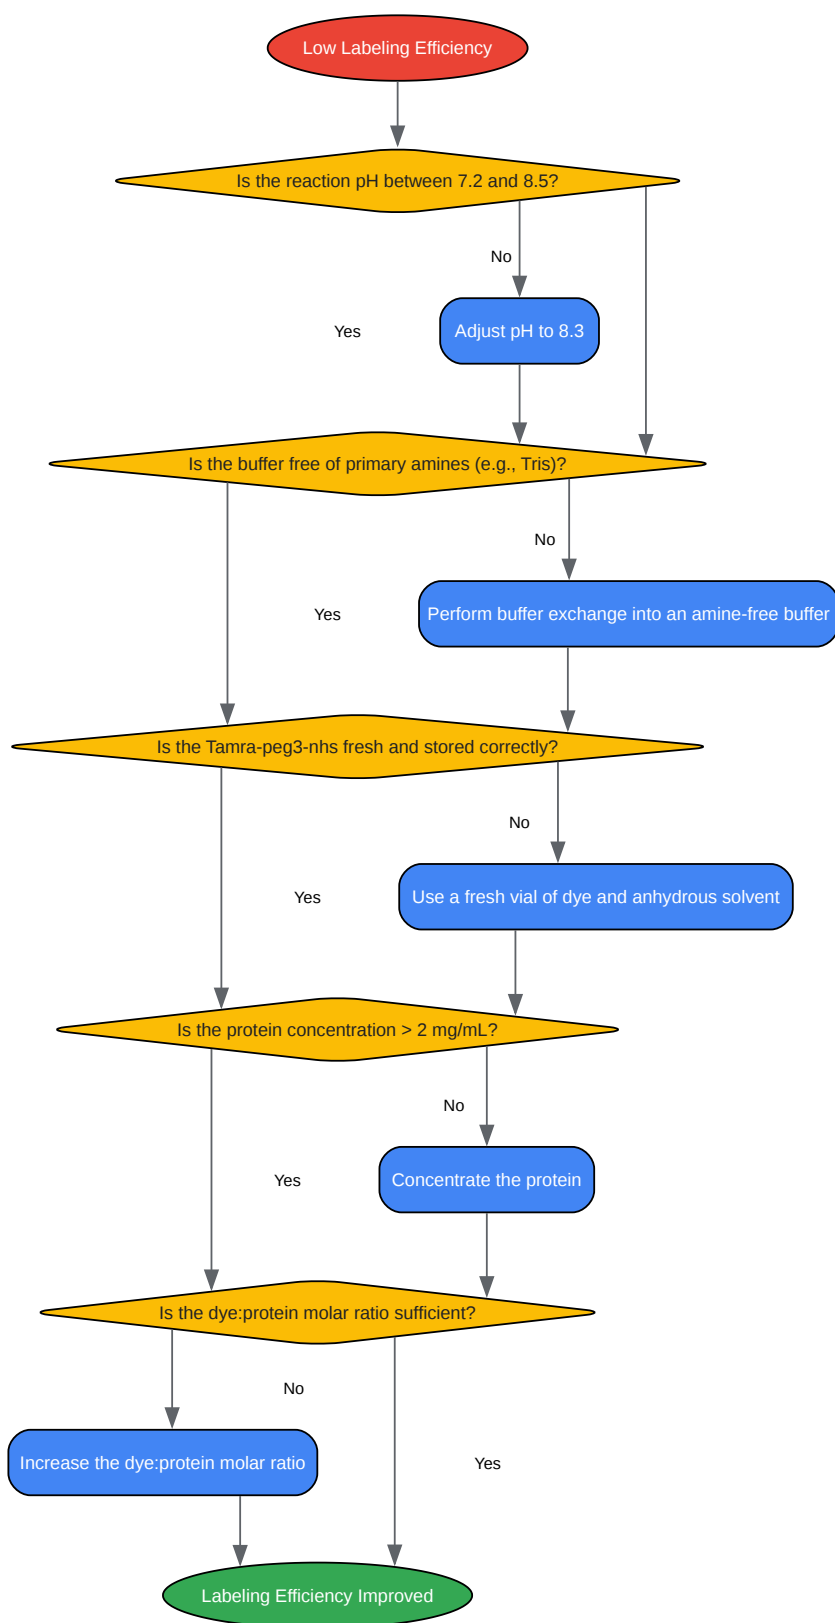 Low Labeling Efficiency
Is the reaction pH between 7.2 and 8.5?
No
Adjust pH to 8.3
Yes
Is the buffer free of primary amines (e.g., Tris)?
No
Perform buffer exchange into an amine-free buffer
Yes
Is the Tamra-peg3-nhs fresh and stored correctly?
No
Use a fresh vial of dye and anhydrous solvent
Yes
Is the protein concentration > 2 mg/mL?
No
Concentrate the protein
Yes
Is the dye:protein molar ratio sufficient?
No
Increase the dye:protein molar ratio
Yes
Labeling Efficiency Improved